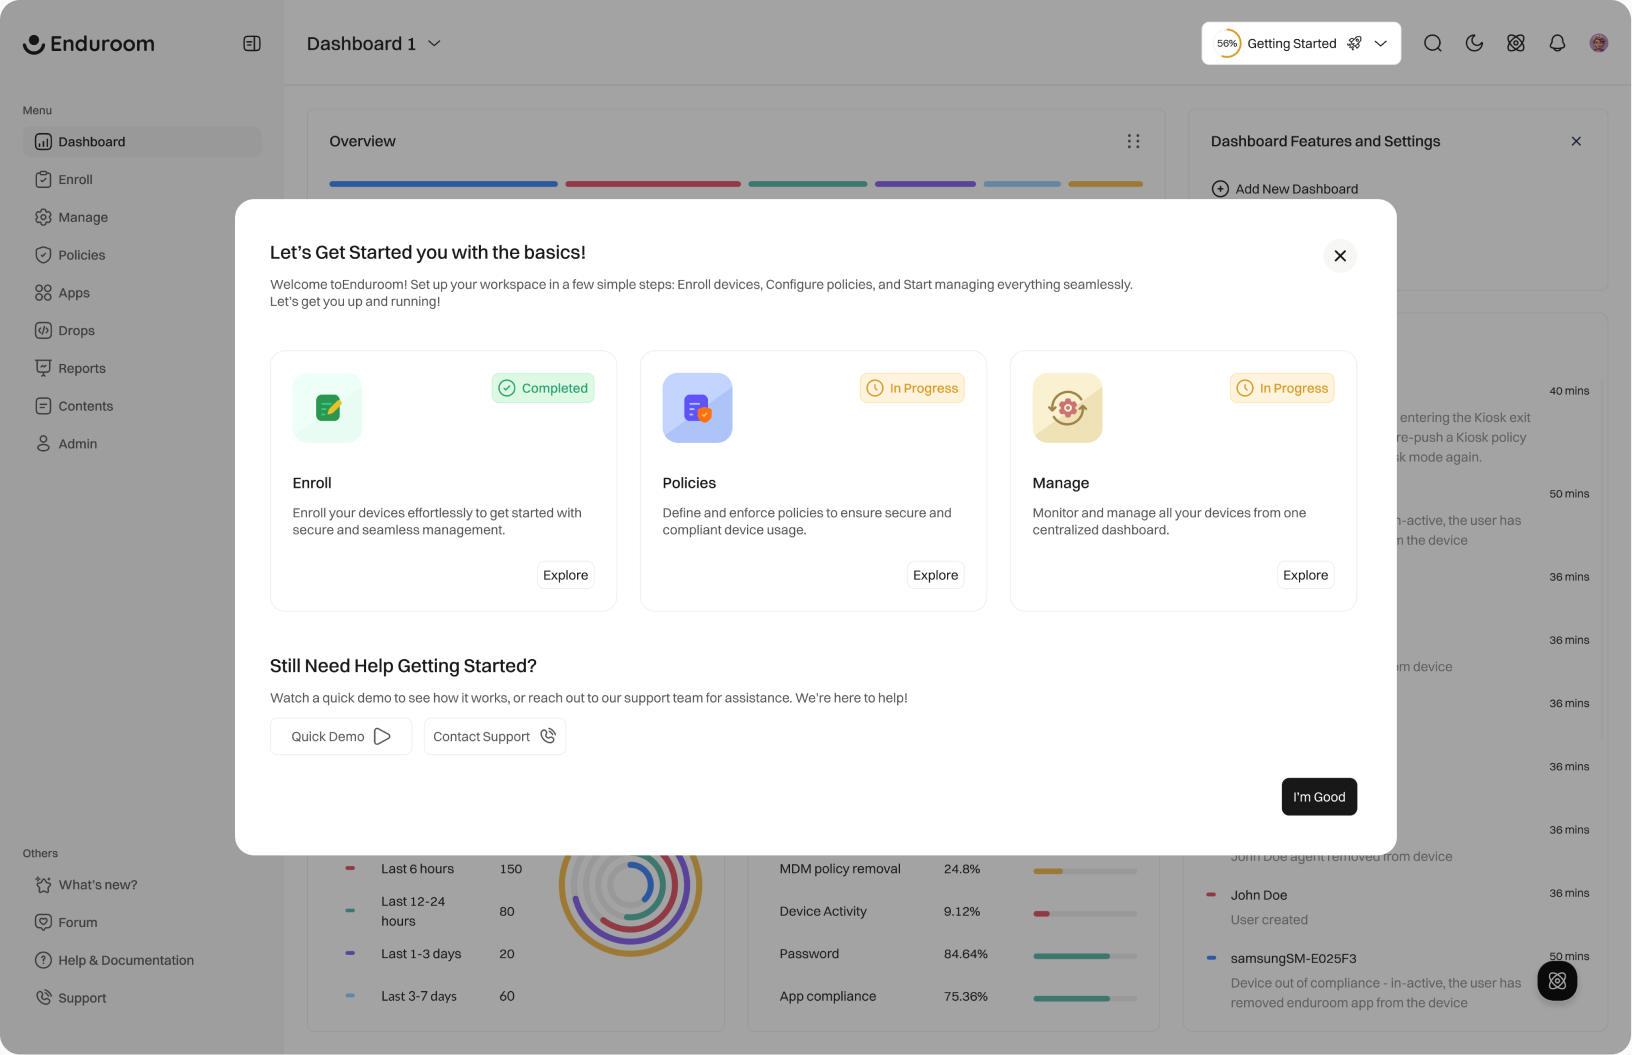 Enduroom
Dashboard 1
56%
Getting Started
Menu
Dashboard
Enroll
Manage
Policies
Apps
Drops
Reports
Contents
Admin
Others
What's new?
Forum
Help & Documentation
Support
Overview
Dashboard Features and Settings
Add New Dashboard
Let's Get Started you with the basics!
Welcome toEnduroom! Set up your workspace in a few simple steps: Enroll devices, Configure policies, and Start managing everything seamlessly.
Let's get you up and running!
Completed
Enroll
Enroll your devices effortlessly to get started with
secure and seamless management.
Explore
In Progress
Policies
Define and enforce policies to ensure secure and
compliant device usage.
Explore
In Progress
Manage
Monitor and manage all your devices from one
centralized dashboard.
Explore
Still Need Help Getting Started?
Watch a quick demo to see how it works, or reach out to our support team for assistance. We're here to help!
Quick Demo
Contact Support
I'm Good
Last 6 hours 150
Last 12-24
hours
80
Last 1-3 days 20
Last 3-7 days 60
MDM policy removal 24.8%
Device Activity 9.12%
Password 84.64%
App compliance 75.36%
40 mins
entering the Kiosk exit
re-push a Kiosk policy
mode again.
50 mins
in-active, the user has
the device
36 mins
36 mins
device
36 mins
36 mins
36 mins
John Doe agent removed from device
John Doe 36 mins
User created
samsungSM-E025F3 50 mins
Device out of compliance - in-active, the user has
removed enduroom app from the device